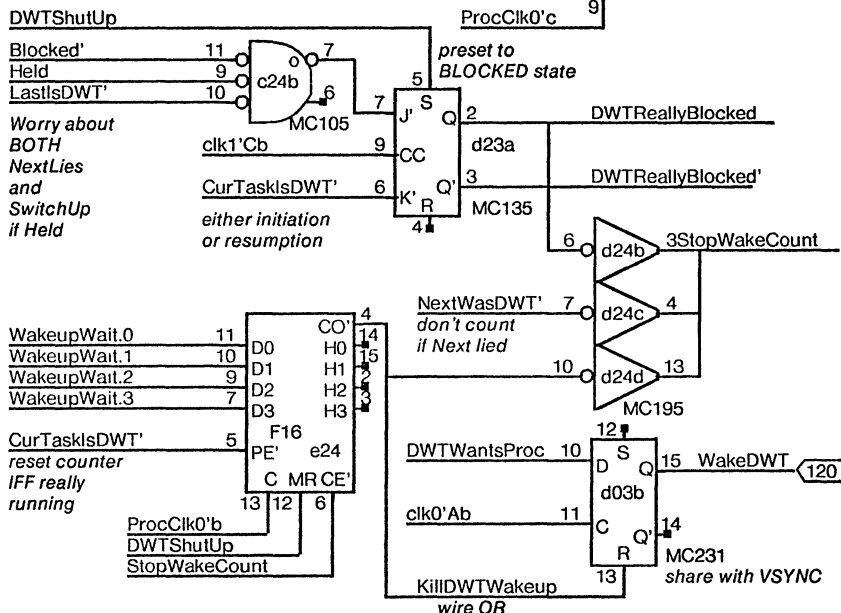 DWTShutUp
ProcClk0'c
9
Blocked'
11
Held
9
LastIsDWT'
10
o
7
c24b
6
MC105
preset to
BLOCKED state
5
Worry about
BOTH
NextLies
and
SwitchUp
if Held
clk1'Cb
9
CurTaskIsDWT'
6
either initiation
or resumption
7
J'
S
Q
2
CC
K'
Q'
3
R
4
d23a
MC135
DWTReallyBlocked
DWTReallyBlocked'
6
d24b
3StopWakeCount
NextWasDWT'
7
d24c
4
don't count
if Next lied
10
d24d
13
MC195
WakeupWait.0
11
WakeupWait.1
10
WakeupWait.2
9
WakeupWait.3
7
CurTaskIsDWT'
5
reset counter
IFF really
running
D0
D1
D2
D3
F16
PE'
e24
C MR CE'
CO'
4
H0
14
H1
15
H2
2
H3
3
13
12
6
ProcClk0'b
DWTShutUp
StopWakeCount
12
DWTWantsProc
10
D
S
Q
15
WakeDWT
120
d03b
clk0'Ab
11
C
Q'
14
R
13
MC231
share with VSYNC
KillDWTWakeup
wire OR